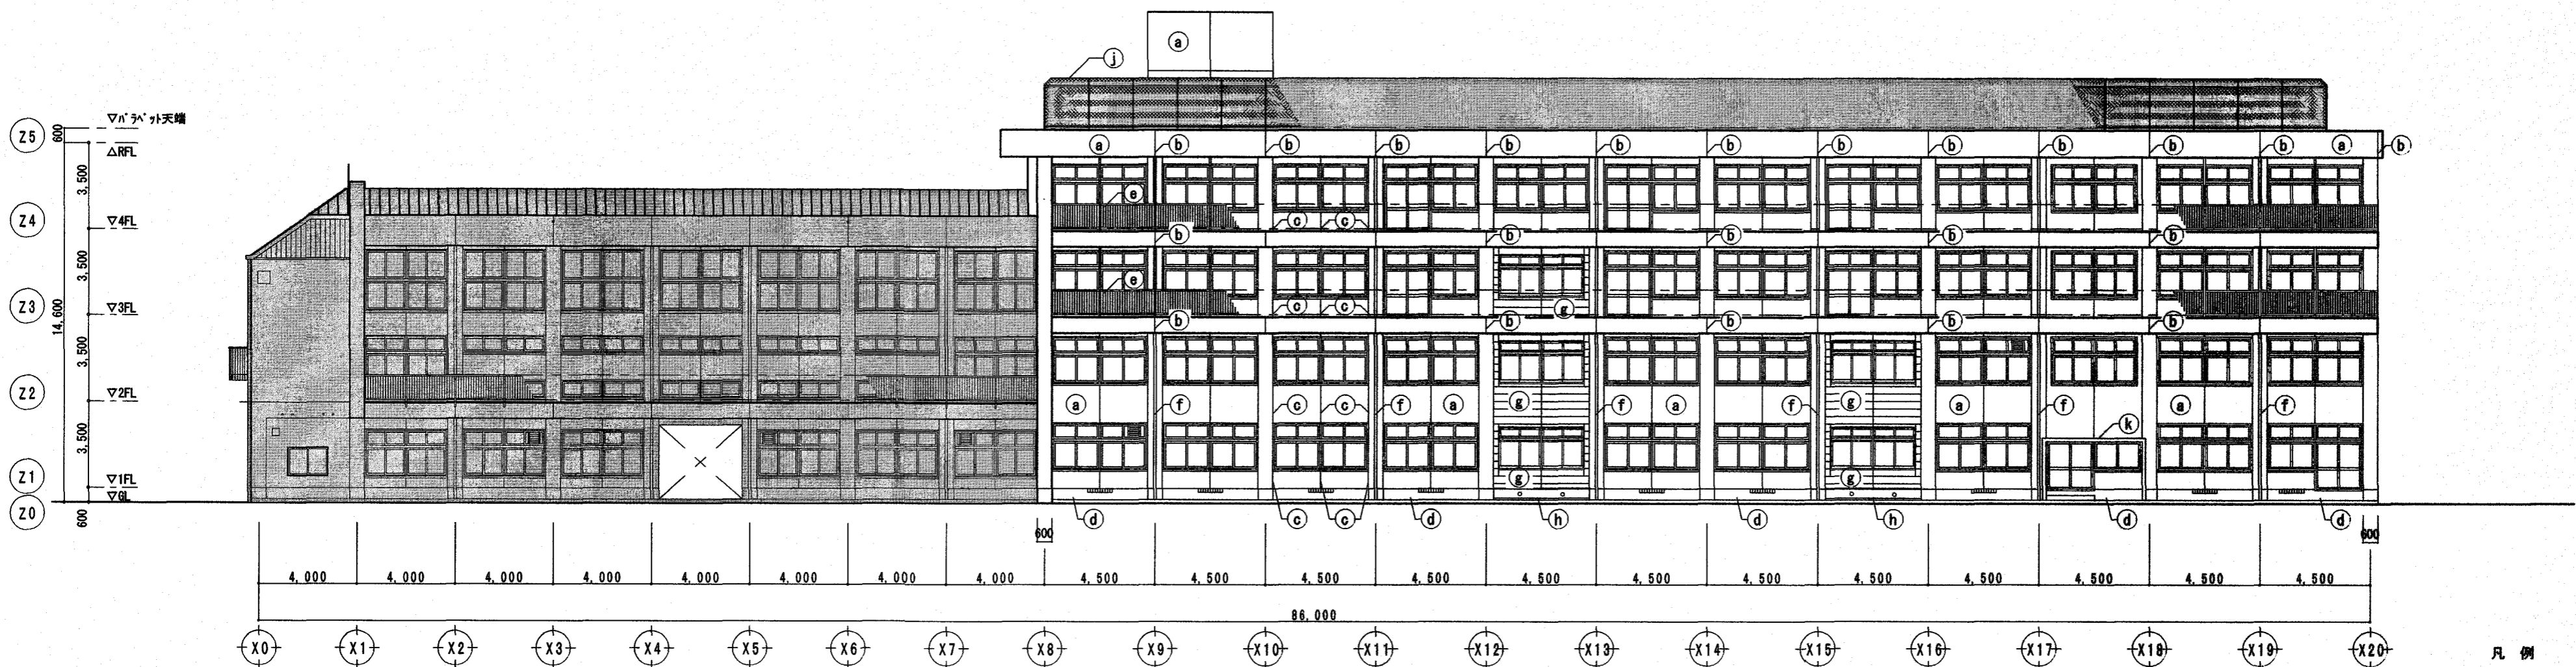 a
j
▽パラペット天端
Z5
600
△RFL
a b b b b b b b b b b b a b
3,500
e
Z4
▽4FL
c c
b b b b b
3,500
e
Z3
▽3FL
14,600
c c
g
b b b b b
3,500
Z2
▽2FL
a f c c f a g f a f g a f a f
k
3,500
g g
Z1
▽1FL
▽GL
Z0
600
d c c d h d h d d
600 600
4,000 4,000 4,000 4,000 4,000 4,000 4,000 4,000 4,500 4,500 4,500 4,500 4,500 4,500 4,500 4,500 4,500 4,500 4,500 4,500
86,000
X0 X1 X2 X3 X4 X5 X6 X7 X8 X9 X10 X11 X12 X13 X14 X15 X16 X17 X18 X19 X20
凡 例